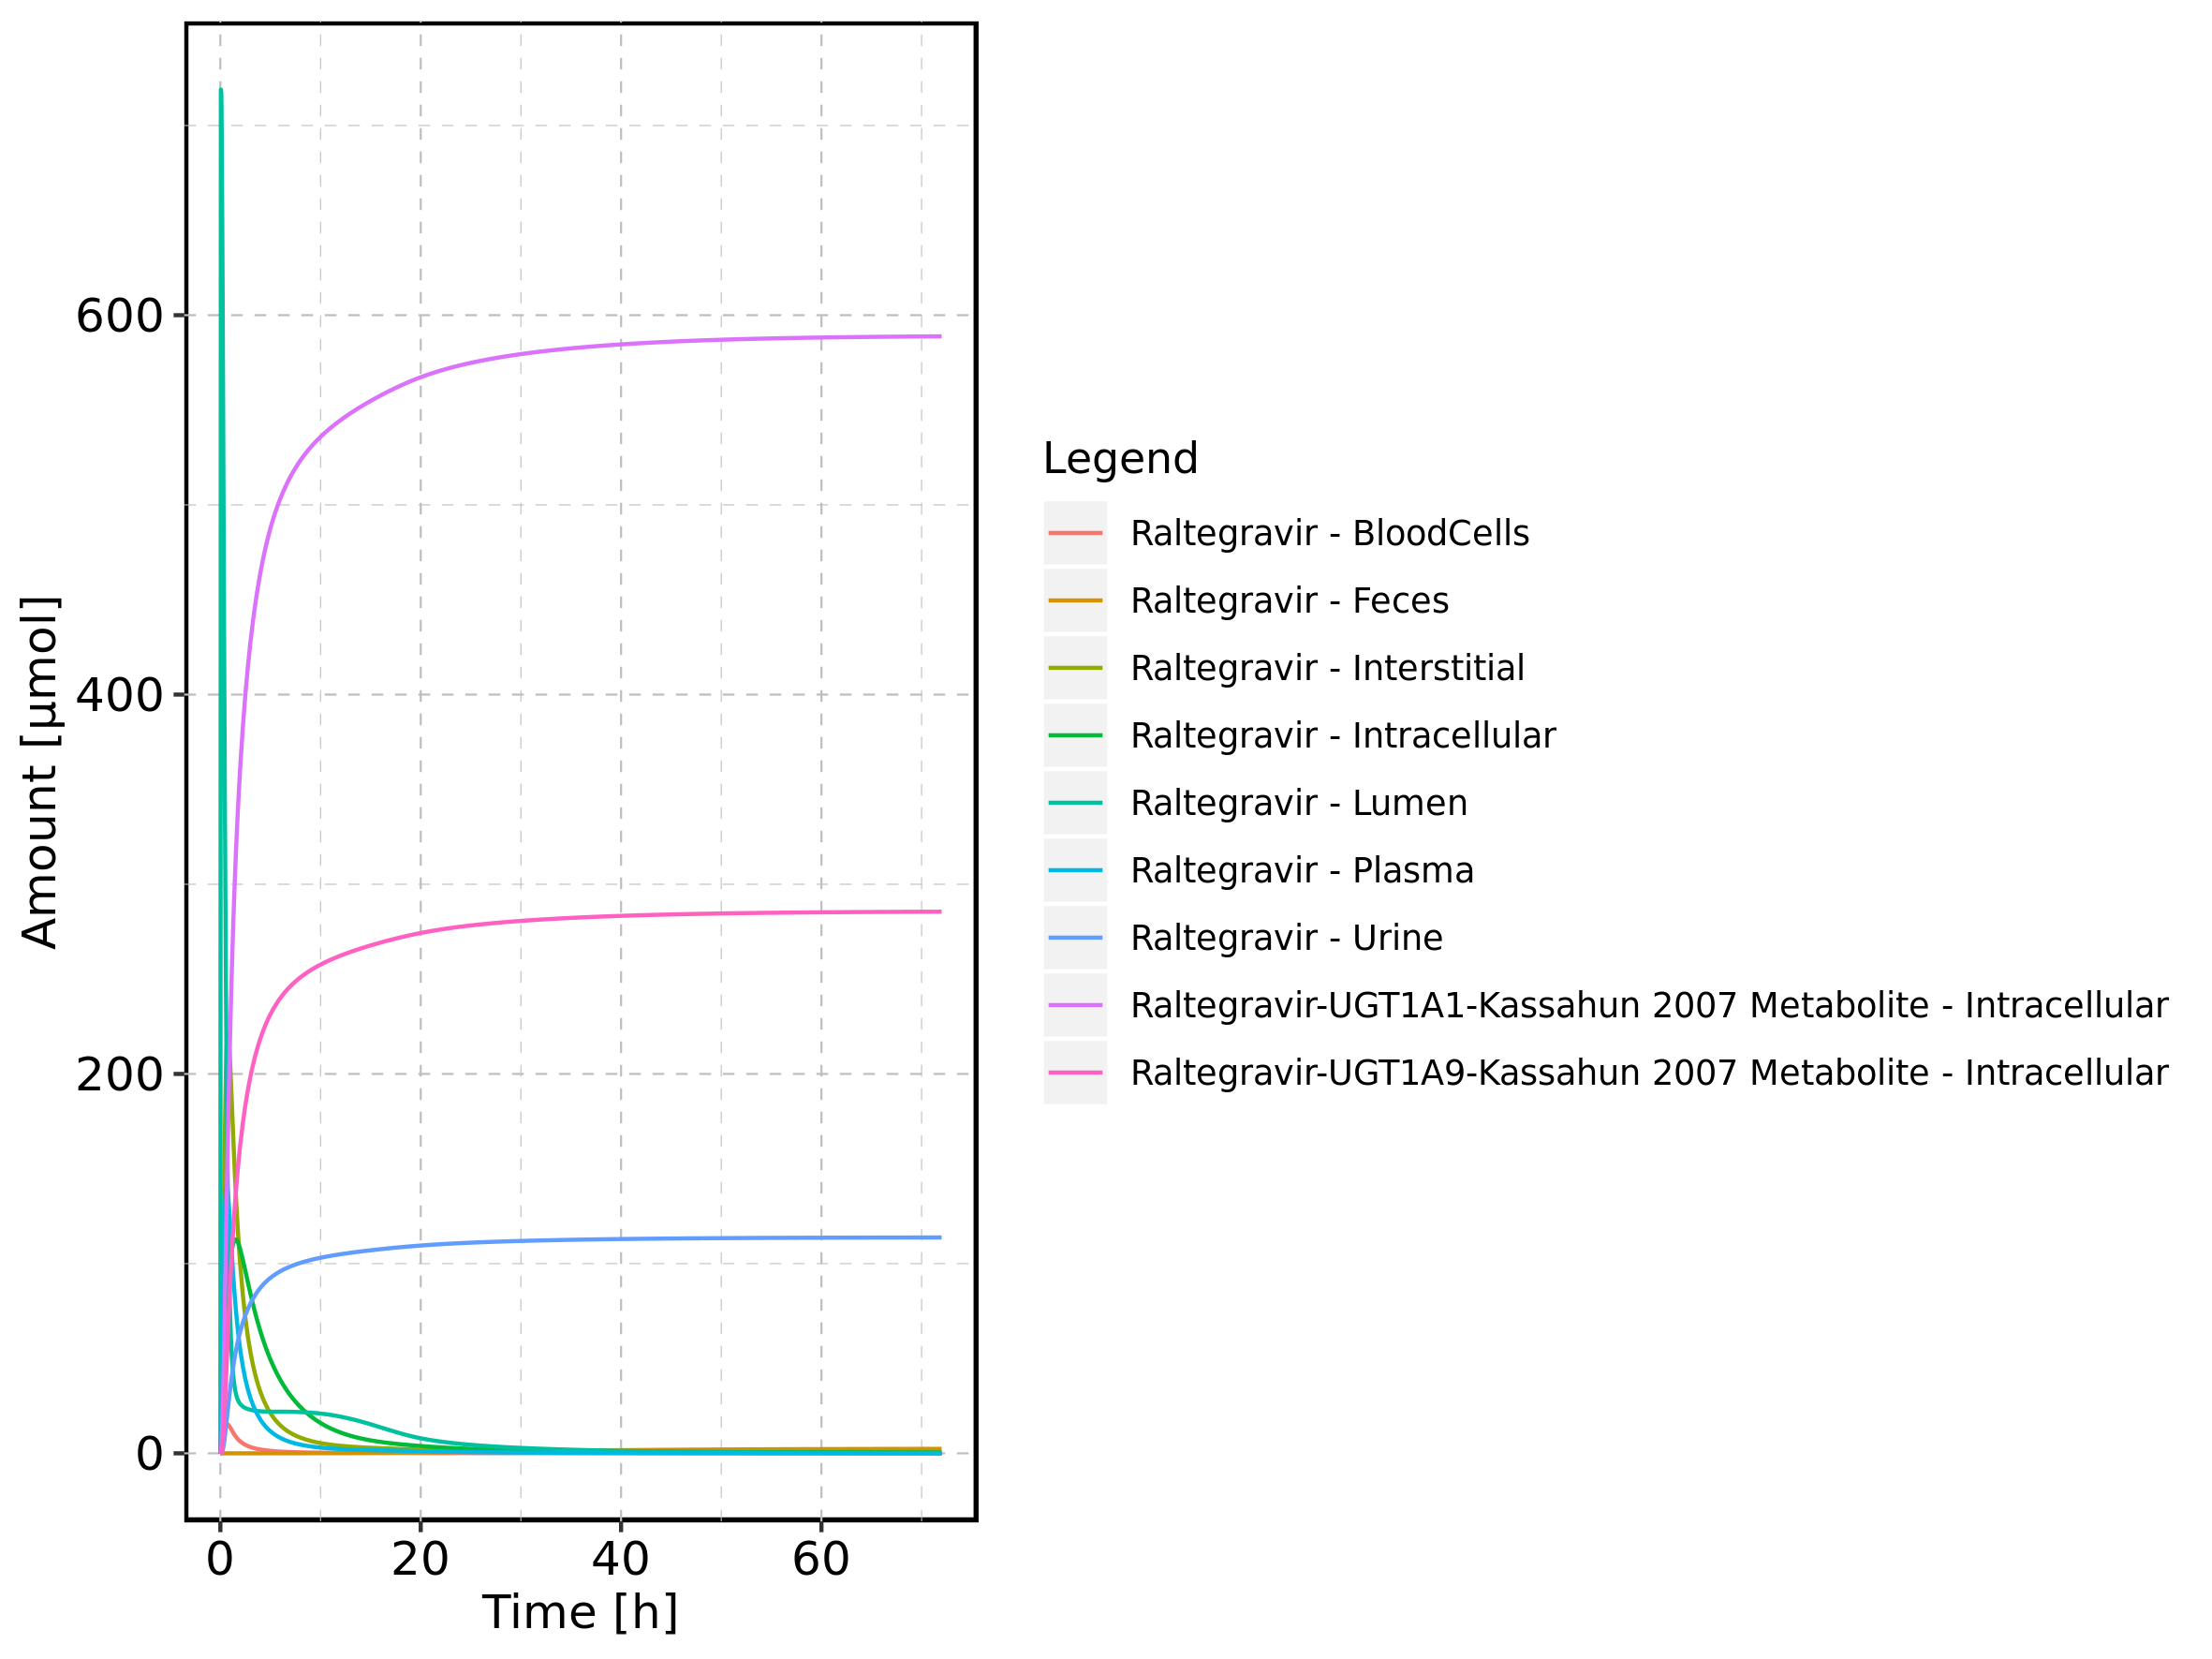 Amount [µmol]
600
400
200
0
0 20 40 60
Time [h]
Legend
Raltegravir - BloodCells
Raltegravir - Feces
Raltegravir - Interstitial
Raltegravir - Intracellular
Raltegravir - Lumen
Raltegravir - Plasma
Raltegravir - Urine
Raltegravir-UGT1A1-Kassahun 2007 Metabolite - Intracellular
Raltegravir-UGT1A9-Kassahun 2007 Metabolite - Intracellular